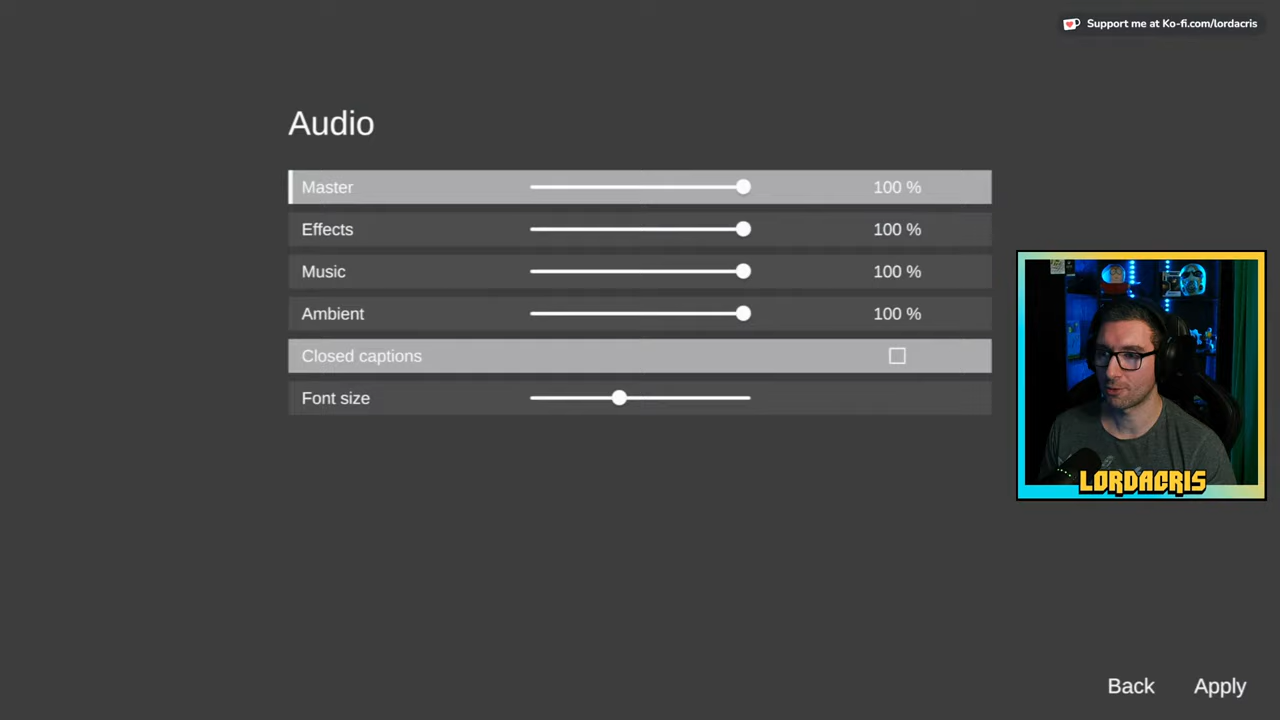 Support me at Ko-fi.com/lordacris
Audio
Master 100 %
Effects 100 %
Music 100 %
Ambient 100 %
Closed captions
Font size
LORDACRIS
Back Apply